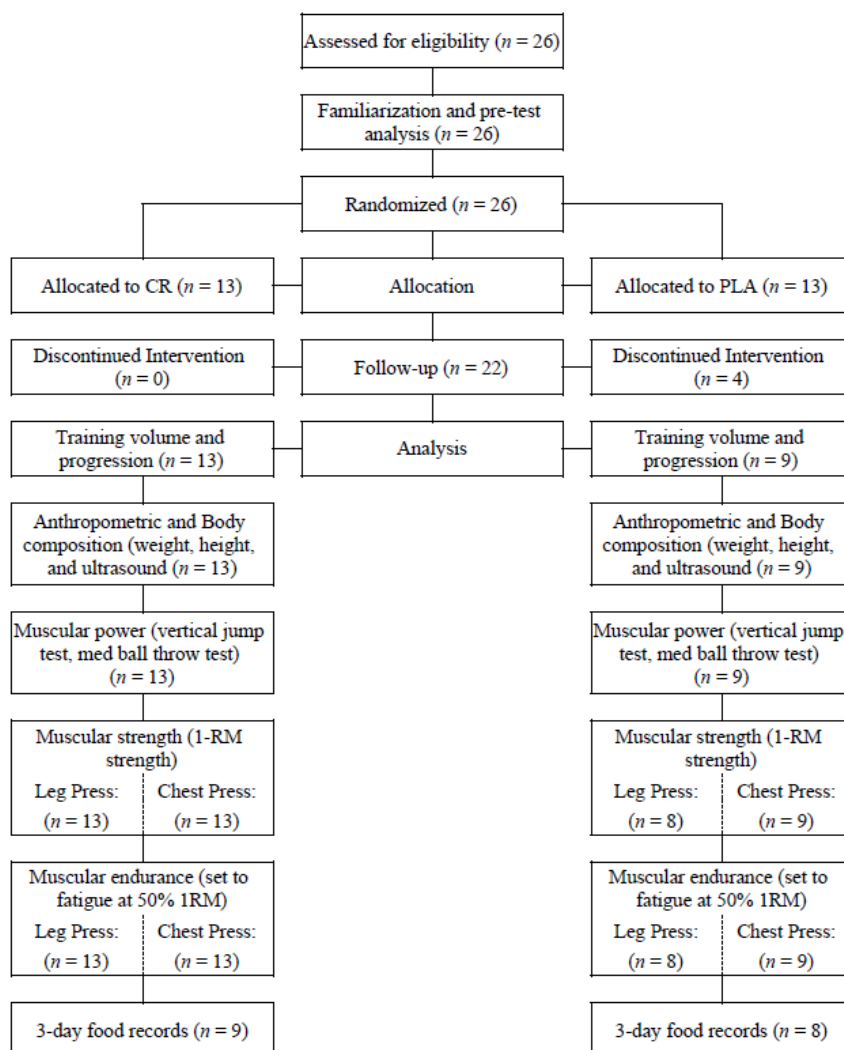 Assessed for eligibility (n = 26)
Familiarization and pre-test
analysis (n = 26)
Randomized (n = 26)
Allocated to CR (n = 13)
Allocation
Allocated to PLA (n = 13)
Discontinued Intervention
(n = 0)
Follow-up (n = 22)
Discontinued Intervention
(n = 4)
Training volume and
progression (n = 13)
Analysis
Training volume and
progression (n = 9)
Anthropometric and Body
composition (weight, height,
and ultrasound (n = 13)
Anthropometric and Body
composition (weight, height,
and ultrasound (n = 9)
Muscular power (vertical jump
test, med ball throw test)
(n = 13)
Muscular power (vertical jump
test, med ball throw test)
(n = 9)
Muscular strength (1-RM
strength)
Leg Press: Chest Press:
(n = 13) (n = 13)
Muscular strength (1-RM
strength)
Leg Press: Chest Press:
(n = 8) (n = 9)
Muscular endurance (set to
fatigue at 50% 1RM)
Leg Press: Chest Press:
(n = 13) (n = 13)
Muscular endurance (set to
fatigue at 50% 1RM)
Leg Press: Chest Press:
(n = 8) (n = 9)
3-day food records (n = 9)
3-day food records (n = 8)